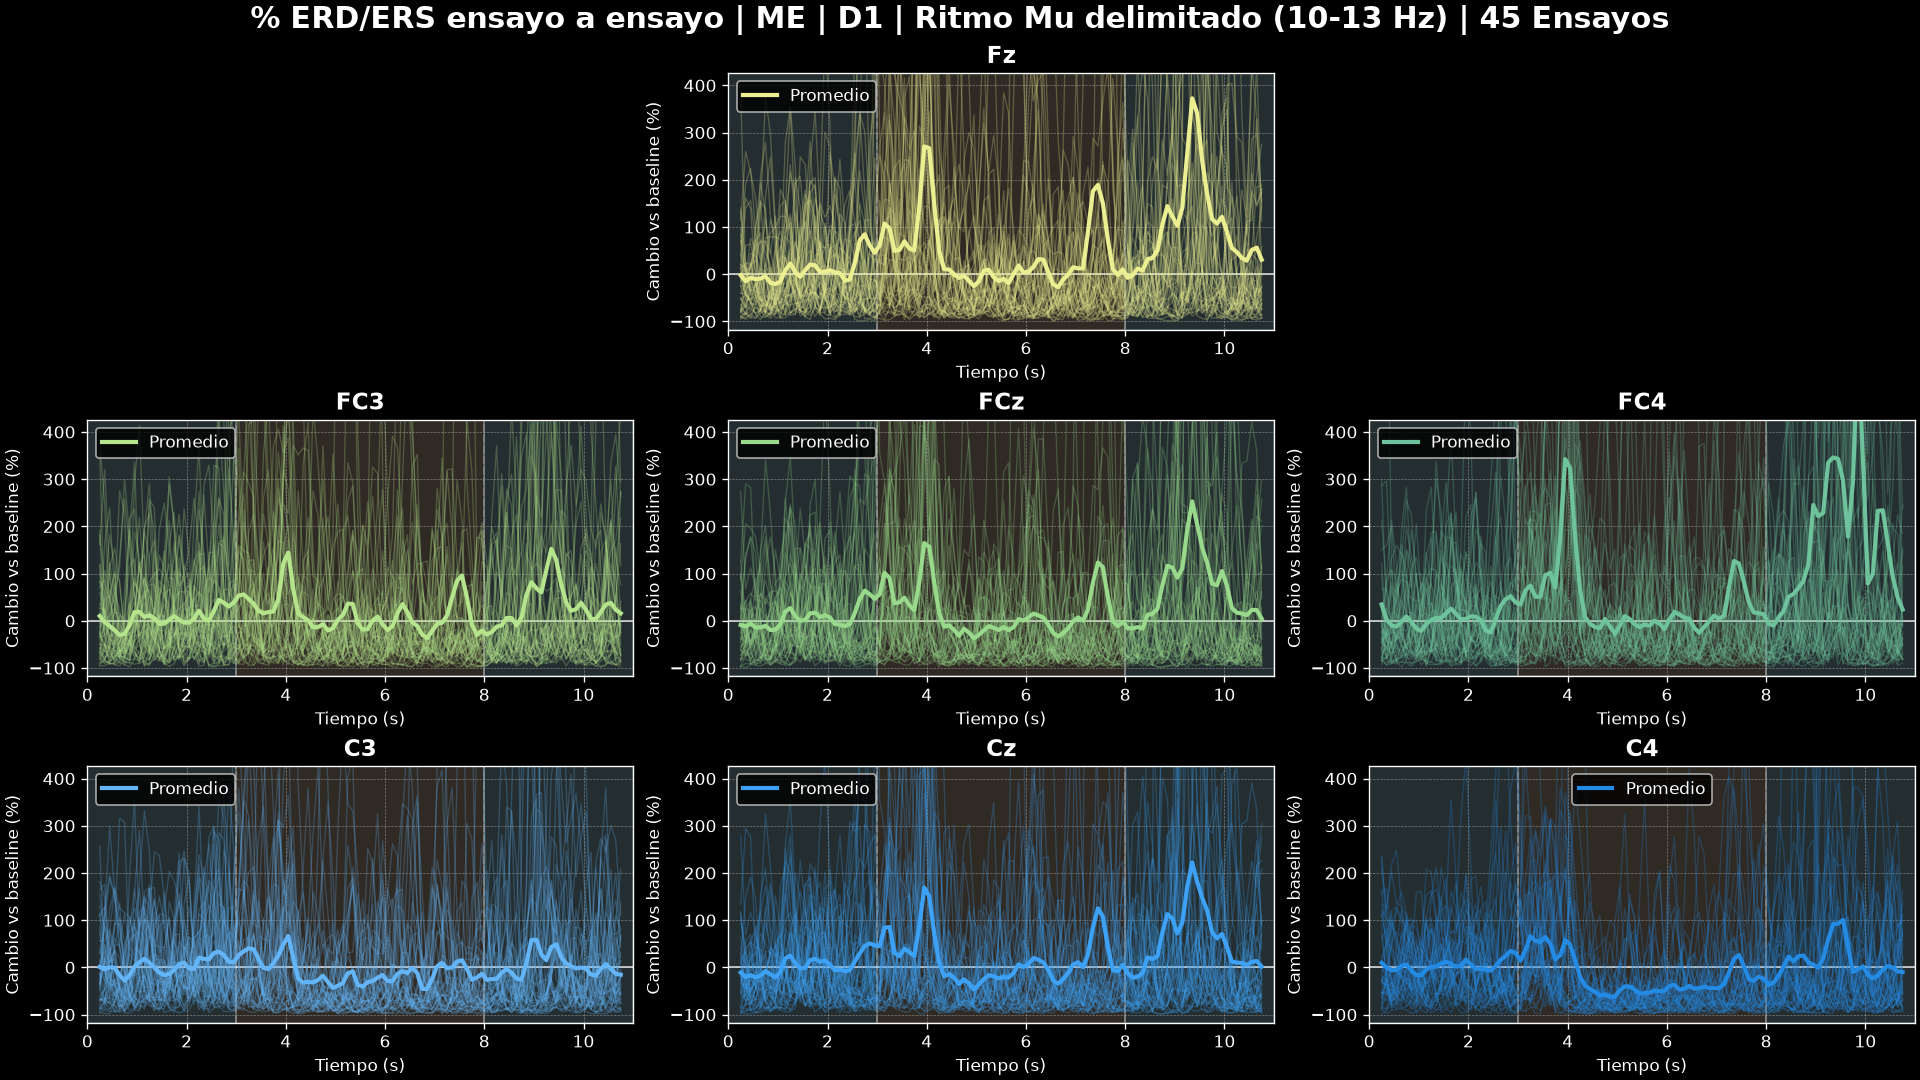 % ERD/ERS ensayo a ensayo | ME | D1 | Ritmo Mu delimitado (10-13 Hz) | 45 Ensayos
Fz
Promedio
Cambio vs baseline (%)
400
300
200
100
0
−100
0 2 4 6 8 10
Tiempo (s)
FC3
Promedio
Cambio vs baseline (%)
400
300
200
100
0
−100
0 2 4 6 8 10
Tiempo (s)
FCz
Promedio
Cambio vs baseline (%)
400
300
200
100
0
−100
0 2 4 6 8 10
Tiempo (s)
FC4
Promedio
Cambio vs baseline (%)
400
300
200
100
0
−100
0 2 4 6 8 10
Tiempo (s)
C3
Promedio
Cambio vs baseline (%)
400
300
200
100
0
−100
0 2 4 6 8 10
Tiempo (s)
Cz
Promedio
Cambio vs baseline (%)
400
300
200
100
0
−100
0 2 4 6 8 10
Tiempo (s)
C4
Promedio
Cambio vs baseline (%)
400
300
200
100
0
−100
0 2 4 6 8 10
Tiempo (s)